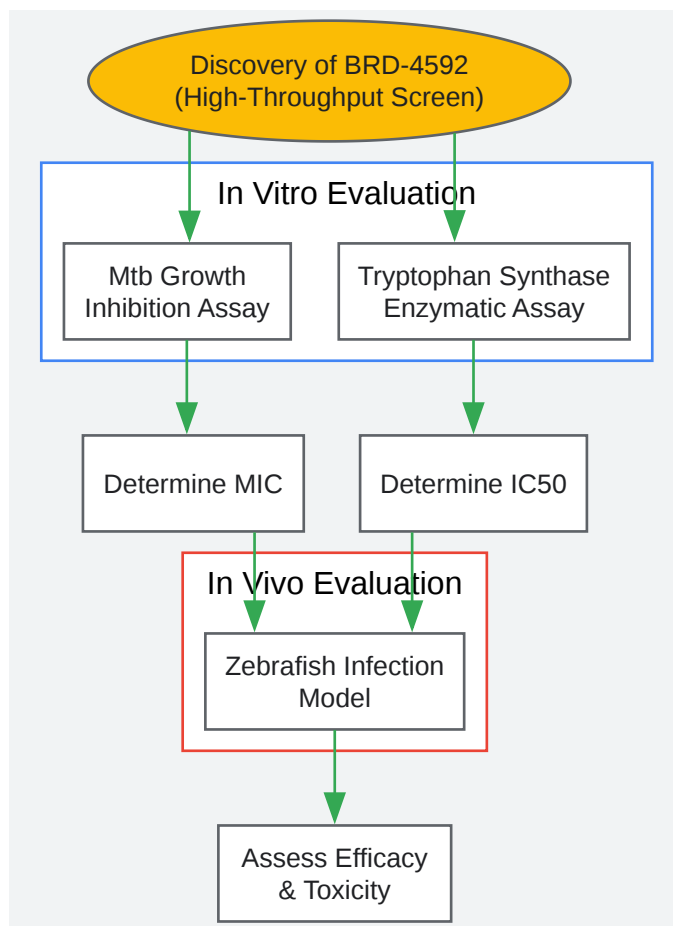 Discovery of BRD-4592
(High-Throughput Screen)
In Vitro Evaluation
Mtb Growth
Inhibition Assay
Tryptophan Synthase
Enzymatic Assay
Determine MIC
Determine IC50
In Vivo Evaluation
Zebrafish Infection
Model
Assess Efficacy
& Toxicity